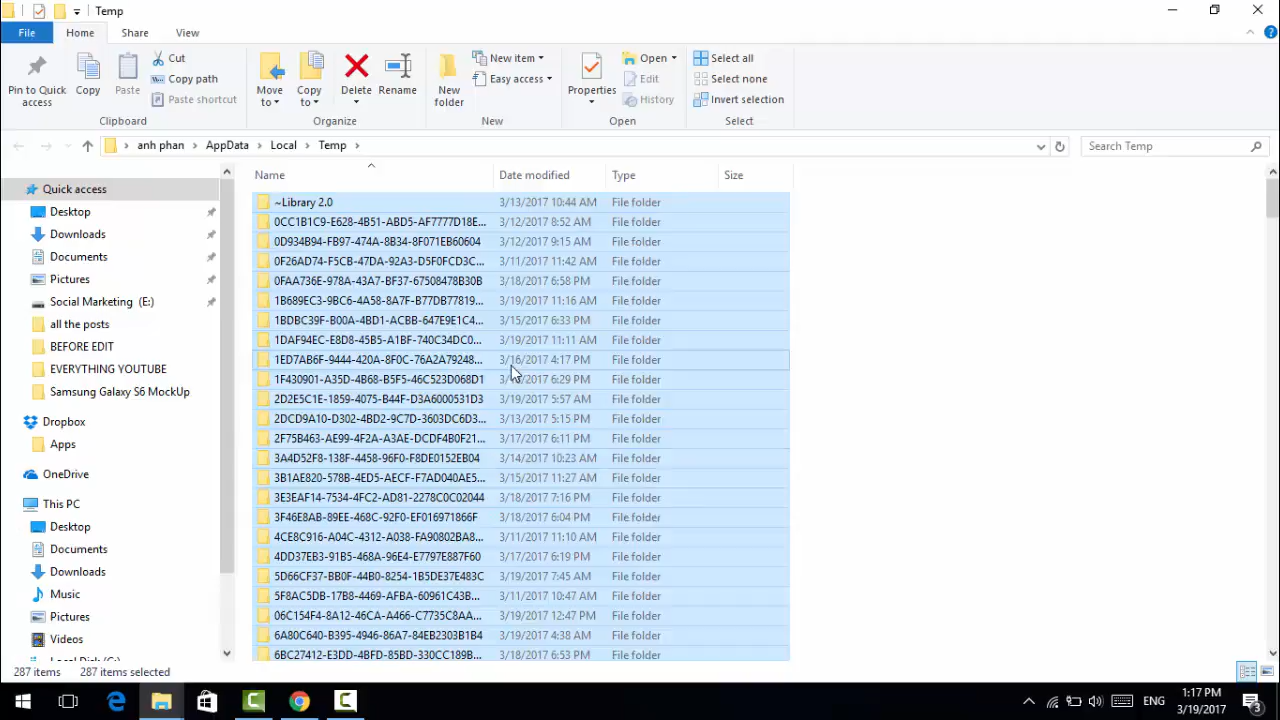 Temp
File Home Share View
Pin to Quick access
Copy
Paste
Cut
Copy path
Paste shortcut
Clipboard
Move to
Copy to
Delete
Rename
Organize
New folder
New item
Easy access
New
Properties
Open
Edit
History
Open
Select all
Select none
Invert selection
Select
anh phan AppData Local Temp
Search Temp
Quick access
Desktop
Downloads
Documents
Pictures
Social Marketing (E:)
all the posts
BEFORE EDIT
EVERYTHING YOUTUBE
Samsung Galaxy S6 MockUp
Dropbox
Apps
OneDrive
This PC
Desktop
Documents
Downloads
Music
Pictures
Videos
Name Date modified Type Size
~Library 2.0 3/13/2017 10:44 AM File folder
0CC1B1C9-E628-4B51-ABD5-AF7777D18E... 3/12/2017 8:52 AM File folder
0D934B94-FB97-474A-8B34-8F071EB60604 3/12/2017 9:15 AM File folder
0F26AD74-F5CB-47DA-92A3-D5F0FCD3C... 3/11/2017 11:42 AM File folder
0FAA736E-978A-43A7-BF37-67508478B30B 3/18/2017 6:58 PM File folder
1B689EC3-9BC6-4A58-8A7F-B77DB77819... 3/19/2017 11:16 AM File folder
1BDBC39F-B00A-4BD1-ACBB-647E9E1C4... 3/15/2017 6:33 PM File folder
1DAF94EC-E8D8-45B5-A1BF-740C34DC0... 3/19/2017 11:11 AM File folder
1ED7AB6F-9444-420A-8F0C-76A2A79248... 3/16/2017 4:17 PM File folder
1F430901-A35D-4B68-B5F5-46C523D068D1 6:29 PM File folder
2D2E5C1E-1859-4075-B44F-D3A6000531D3 3/19/2017 5:57 AM File folder
2DCD9A10-D302-4BD2-9C7D-3603DC6D3... 3/13/2017 5:15 PM File folder
2F75B463-AE99-4F2A-A3AE-DCDF4B0F21... 3/17/2017 6:11 PM File folder
3A4D52F8-138F-4458-96F0-F8DE0152EB04 3/14/2017 10:23 AM File folder
3B1AE820-578B-4ED5-AECF-F7AD040AE5... 3/15/2017 11:27 AM File folder
3E3EAF14-7534-4FC2-AD81-2278C0C02044 3/18/2017 7:16 PM File folder
3F46E8AB-89EE-468C-92F0-EF016971866F 3/18/2017 6:04 PM File folder
4CE8C916-A04C-4312-A038-FA90802BA8... 3/11/2017 11:10 AM File folder
4DD37EB3-91B5-468A-96E4-E7797E887F60 3/17/2017 6:19 PM File folder
5D66CF37-BB0F-44B0-8254-1B5DE37E483C 3/19/2017 7:45 AM File folder
5F8AC5DB-17B8-4469-AFBA-60961C43B... 3/11/2017 10:47 AM File folder
06C154F4-8A12-46CA-A466-C7735C8AA... 3/19/2017 12:47 PM File folder
6A80C640-B395-4946-86A7-84EB2303B1B4 3/19/2017 4:38 AM File folder
6BC27412-E3DD-4BFD-85BD-330CC189B... 3/18/2017 6:53 PM File folder
287 items 287 items selected
ENG
1:17 PM
3/19/2017
3